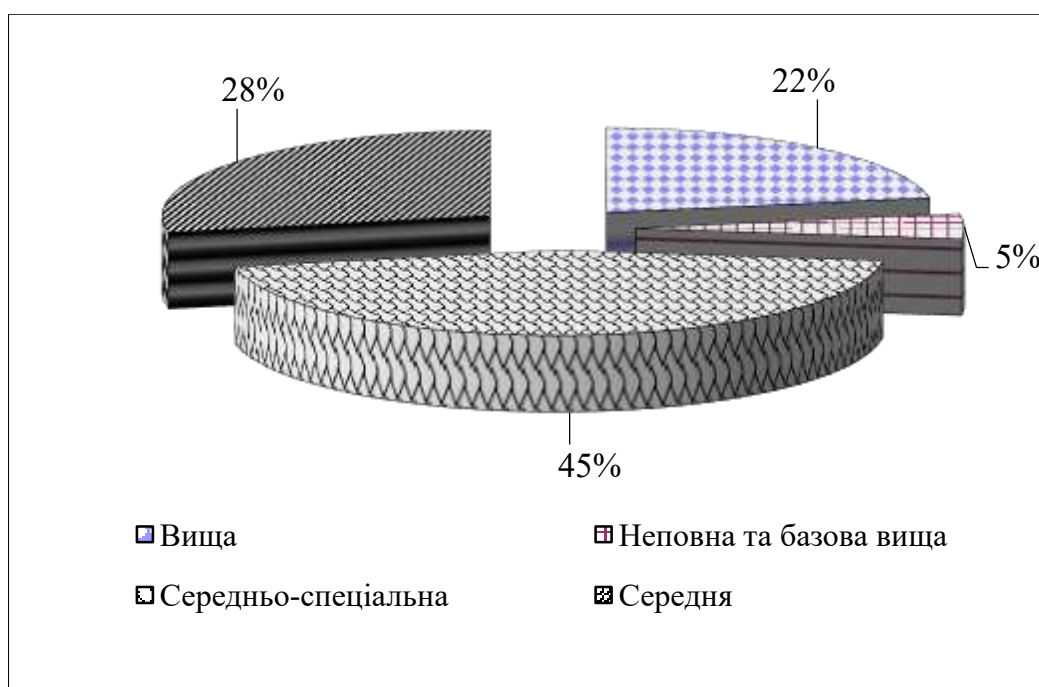 28%
22%
5%
45%
Вища
Неповна та базова вища
Середньо-спеціальна
Середня